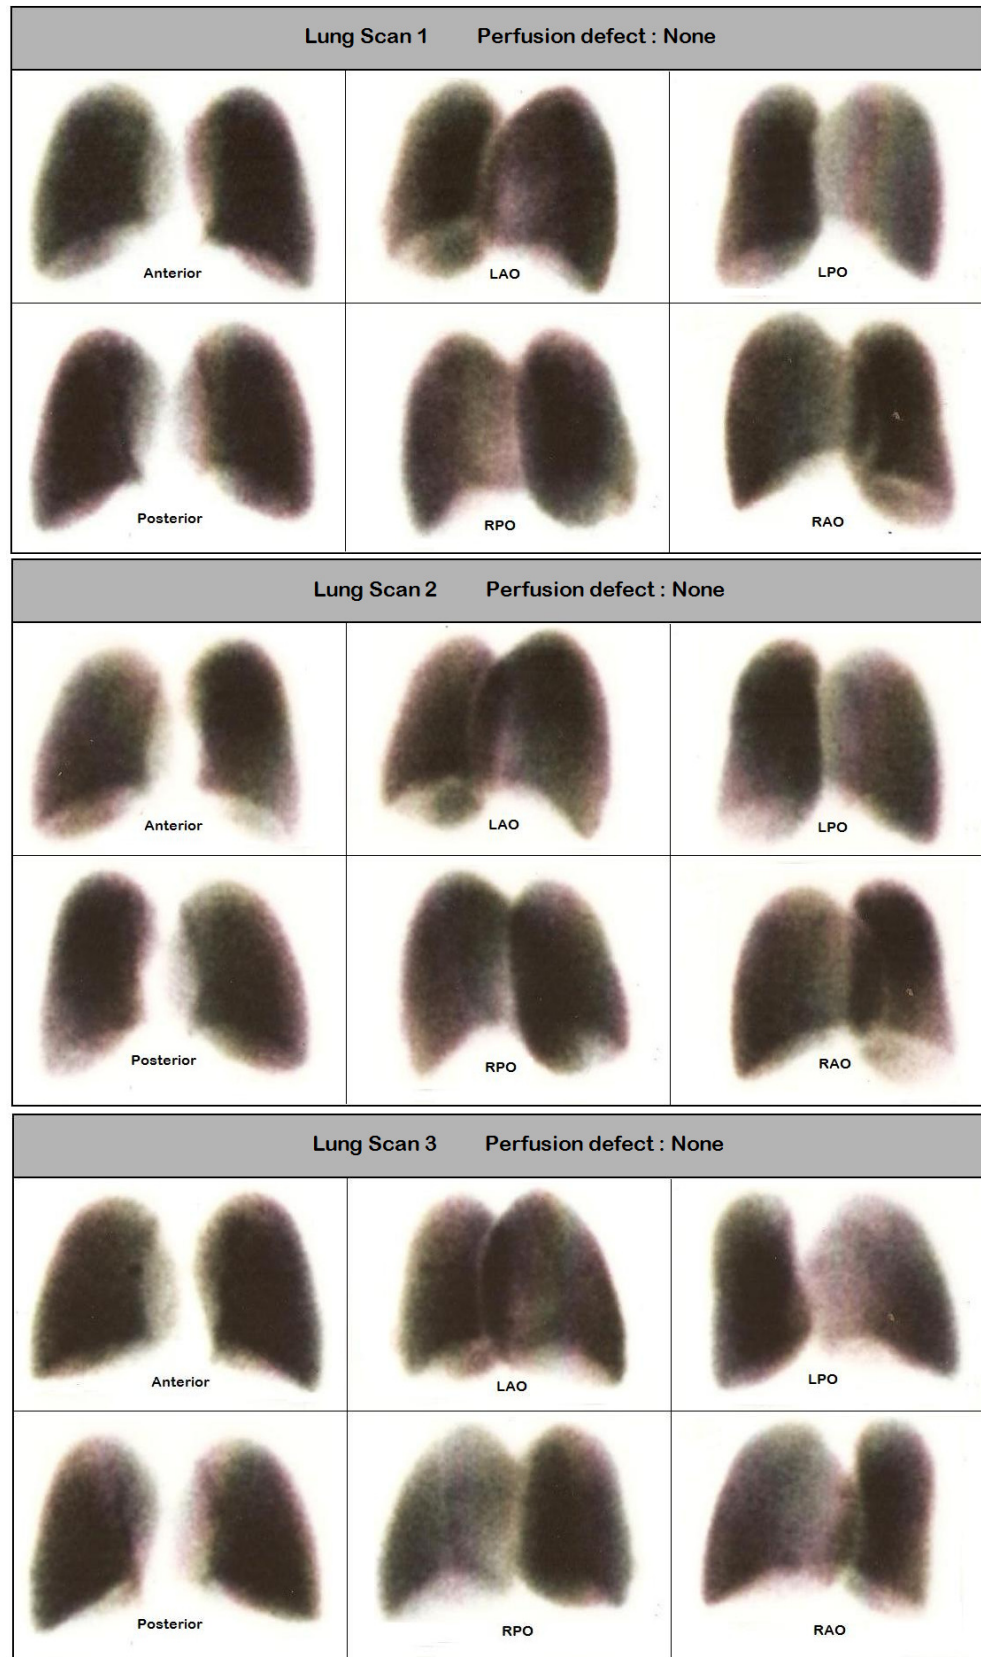 Lung Scan 1 Perfusion defect : None
Anterior
LAO
LPO
Posterior
RPO
RAO
Lung Scan 2 Perfusion defect : None
Anterior
LAO
LPO
Posterior
RPO
RAO
Lung Scan 3 Perfusion defect : None
Anterior
LAO
LPO
Posterior
RPO
RAO